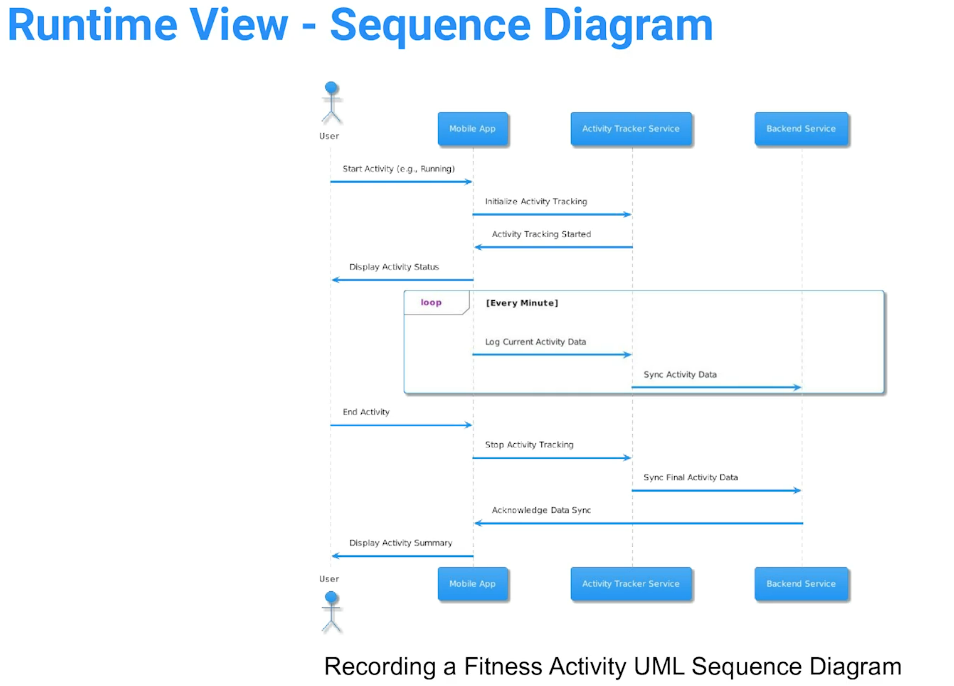 Runtime View - Sequence Diagram
User
Mobile App
Activity Tracker Service
Backend Service
Start Activity (e.g., Running)
Initialize Activity Tracking
Activity Tracking Started
Display Activity Status
loop
[Every Minute]
Log Current Activity Data
Sync Activity Data
End Activity
Stop Activity Tracking
Sync Final Activity Data
Acknowledge Data Sync
Display Activity Summary
User
Mobile App
Activity Tracker Service
Backend Service
Recording a Fitness Activity UML Sequence Diagram